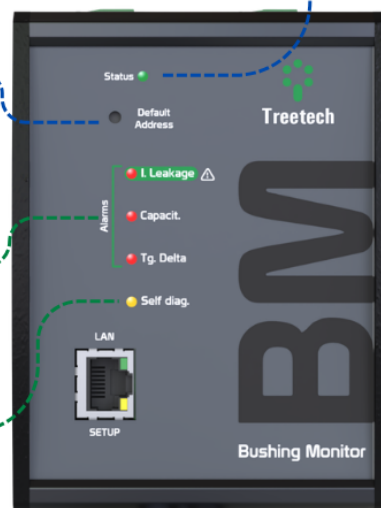 Status
Default
Address
Treetech
Alarms
I. Leakage
Capacit.
Tg. Delta
Self diag.
LAN
SETUP
BM
Bushing Monitor